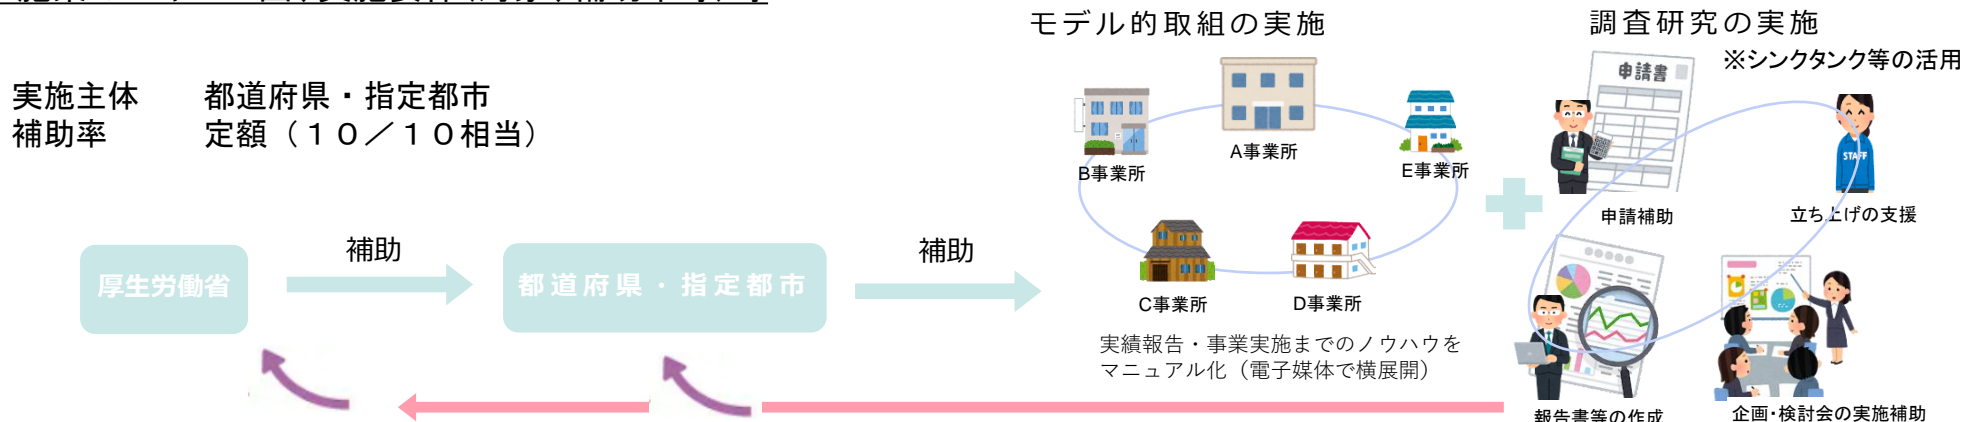 モデル的取組の実施
調査研究の実施
※シンクタンク等の活用
実施主体 都道府県・指定都市
補助率 定額（１０／１０相当）
申請書
A事業所
B事業所
E事業所
STAFF
申請補助
立ち上げの支援
厚生労働省
補助
都道府県・指定都市
補助
C事業所
D事業所
実績報告・事業実施までのノウハウを
マニュアル化（電子媒体で横展開）
報告書等の作成
企画・検討会の実施補助